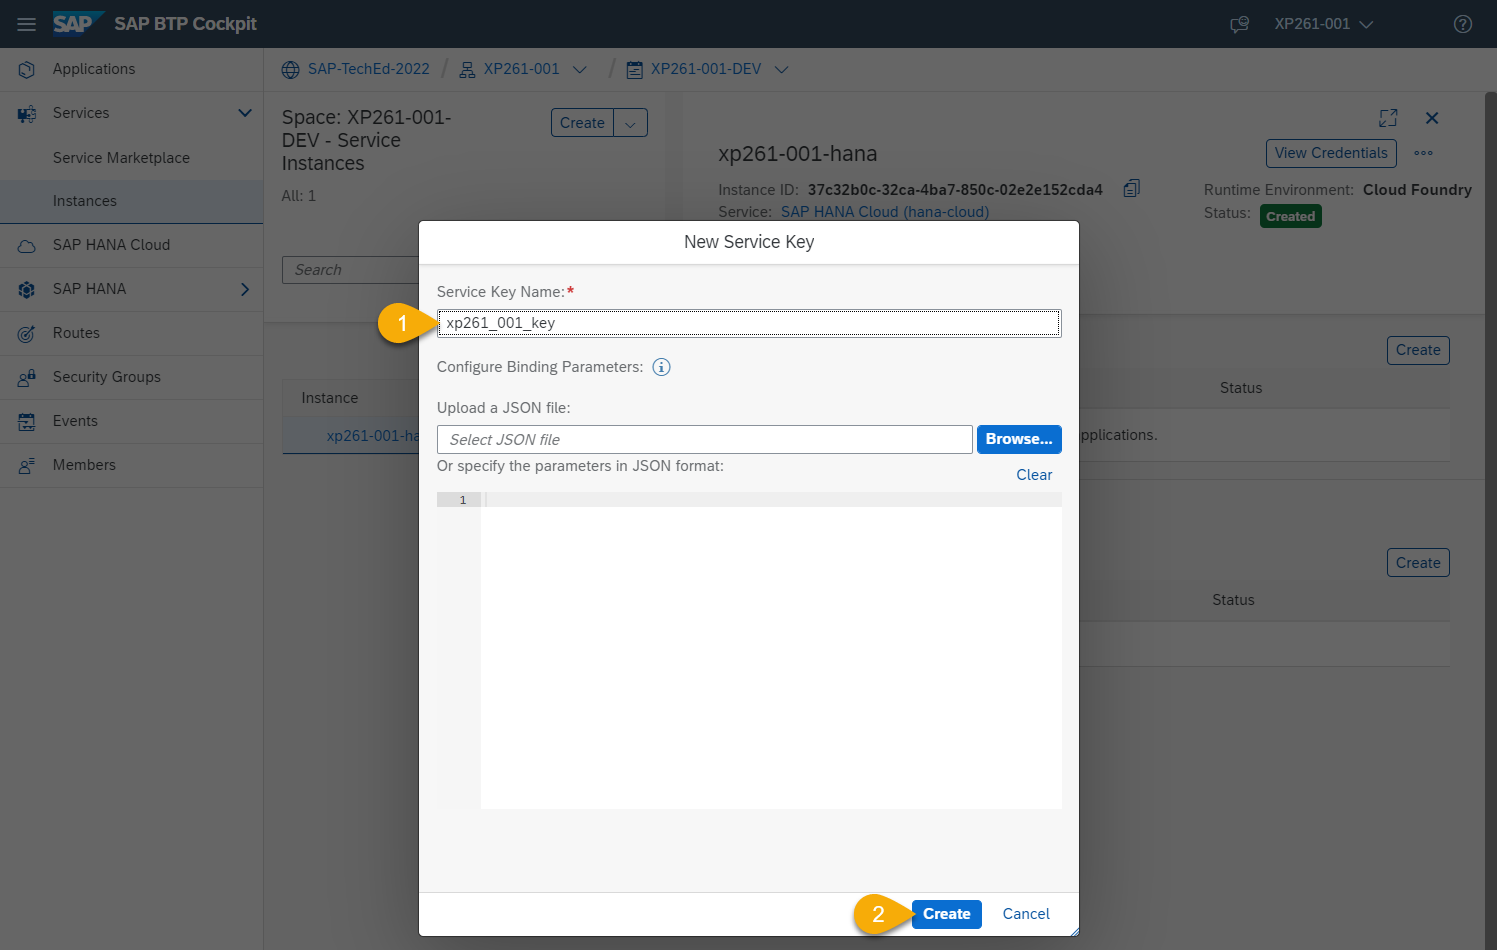 SAP SAP BTP Cockpit
XP261-001
Applications
Services
Service Marketplace
Instances
SAP HANA Cloud
SAP HANA
Routes
Security Groups
Events
Members
SAP-TechEd-2022 / XP261-001 / XP261-001-DEV
Space: XP261-001-
DEV - Service
Instances
Create
All: 1
Search
Instance
xp261-001-ha
xp261-001-hana
View Credentials
Instance ID: 37c32b0c-32ca-4ba7-850c-02e2e152cda4
Service: SAP HANA Cloud (hana-cloud)
Runtime Environment: Cloud Foundry
Status: Created
Create
Status
pplications.
Create
Status
New Service Key
Service Key Name:*
1
xp261_001_key
Configure Binding Parameters:
Upload a JSON file:
Select JSON file
Browse...
Or specify the parameters in JSON format:
Clear
1
2
Create
Cancel